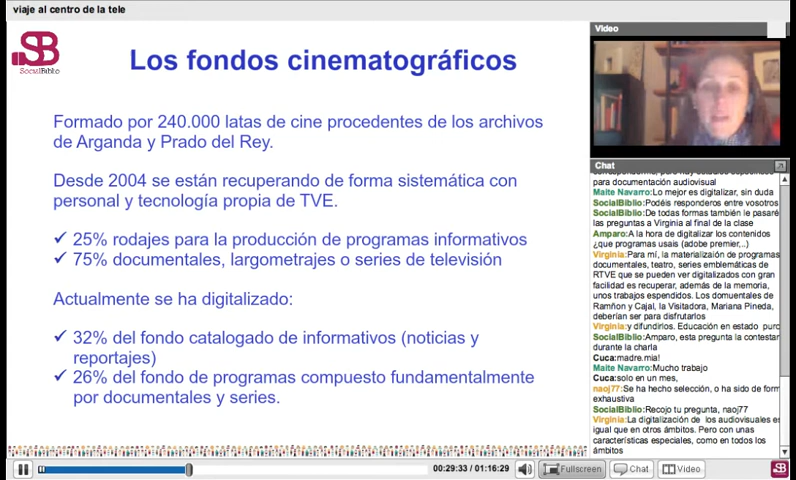 viaje al centro de la tele
SB
SOCIALBIBLIO
Los fondos cinematográficos
Formado por 240.000 latas de cine procedentes de los archivos
de Arganda y Prado del Rey.
Desde 2004 se están recuperando de forma sistemática con
personal y tecnología propia de TVE.
✓ 25% rodajes para la producción de programas informativos
✓ 75% documentales, largometrajes o series de televisión
Actualmente se ha digitalizado:
✓ 32% del fondo catalogado de informativos (noticias y
reportajes)
✓ 26% del fondo de programas compuesto fundamentalmente
por documentales y series.
Video
Chat
para documentación audiovisual
Maite Navarro:Lo mejor es digitalizar, sin duda
SocialBiblio:Podéis responderos entre vosotros
SocialBiblio:De todas formas también le pasaré
las preguntas a Virginia al final de la clase
Amparo:A la hora de digitalizar los contenidos
¿que programas usais (adobe premier,..)
Virginia:Para mí, la materialización de programas
documentales, teatro, series emblemáticas de
RTVE que se pueden ver digitalizados con gran
facilidad es recuperar, además de la memoria,
unos trabajos espendidos. Los domuentales de
Ramñon y Cajal, la Visitadora, Mariana Pineda,
deberían ser para disfrutarlos
Virginia:y difundirlos. Educación en estado puro
SocialBiblio:Amparo, esta pregunta la contestar
durante la charla
Cuca:madre.mia!
Maite Navarro:Mucho trabajo
Cuca:solo en un mes,
naoj77:Se ha hecho selección, o ha sido de form
exhaustiva
SocialBiblio:Recojo tu pregunta, naoj77
Virginia:La digitalización de los audiovisuales es
igual que en otros ámbitos. Pero con unas
características especiales, como en todos los
ámbitos
00:29:33 / 01:16:29
Fullscreen
Chat
Video
SB